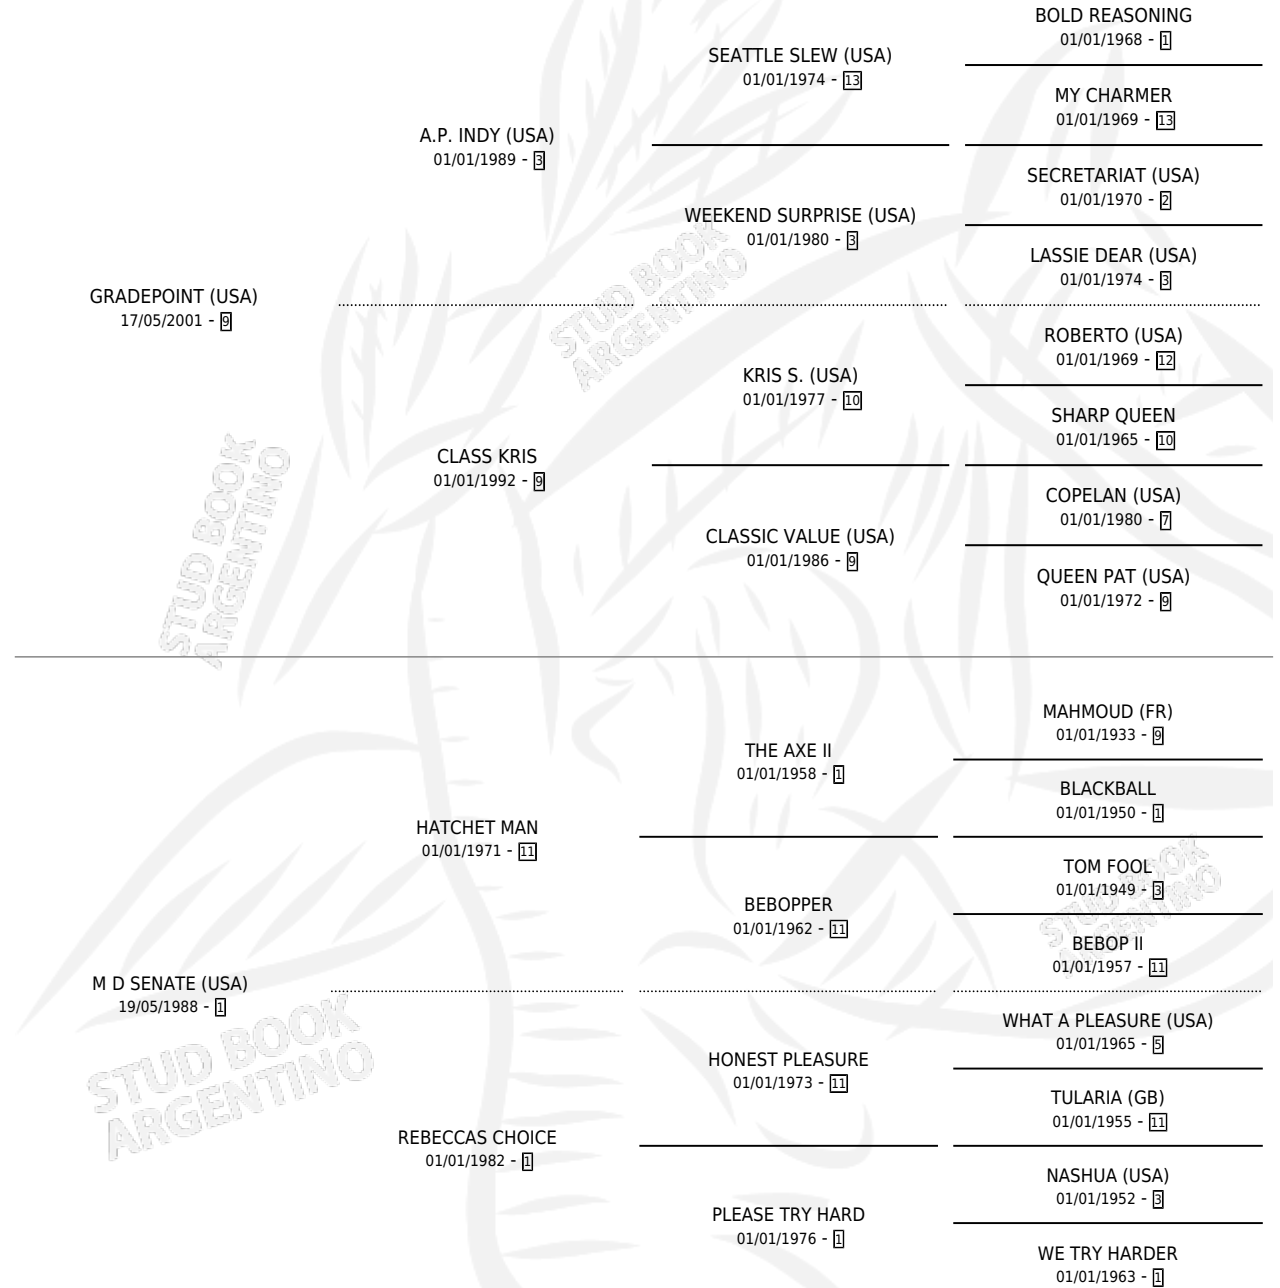 BOLD REASONING
01/01/1968 - 1
SEATTLE SLEW (USA)
01/01/1974 - 13
MY CHARMER
01/01/1969 - 13
A.P. INDY (USA)
01/01/1989 - 3
SECRETARIAT (USA)
01/01/1970 - 2
WEEKEND SURPRISE (USA)
01/01/1980 - 3
LASSIE DEAR (USA)
01/01/1974 - 3
GRADEPOINT (USA)
17/05/2001 - 9
STUD BOOK
ARGENTINO
ROBERTO (USA)
01/01/1969 - 12
KRIS S. (USA)
01/01/1977 - 10
SHARP QUEEN
01/01/1965 - 10
CLASS KRIS
01/01/1992 - 9
COPELAN (USA)
01/01/1980 - 7
CLASSIC VALUE (USA)
01/01/1986 - 9
QUEEN PAT (USA)
01/01/1972 - 9
STUD BOOK
ARGENTINO
MAHMOUD (FR)
01/01/1933 - 9
THE AXE II
01/01/1958 - 1
BLACKBALL
01/01/1950 - 1
HATCHET MAN
01/01/1971 - 11
TOM FOOL
01/01/1949 - 3
BEBOPPER
01/01/1962 - 11
STUD BOOK
ARGENTINO
BEBOP II
01/01/1957 - 11
M D SENATE (USA)
19/05/1988 - 1
STUD BOOK
ARGENTINO
WHAT A PLEASURE (USA)
01/01/1965 - 5
HONEST PLEASURE
01/01/1973 - 11
TULARIA (GB)
01/01/1955 - 11
REBECCAS CHOICE
01/01/1982 - 1
NASHUA (USA)
01/01/1952 - 3
PLEASE TRY HARD
01/01/1976 - 1
WE TRY HARDER
01/01/1963 - 1